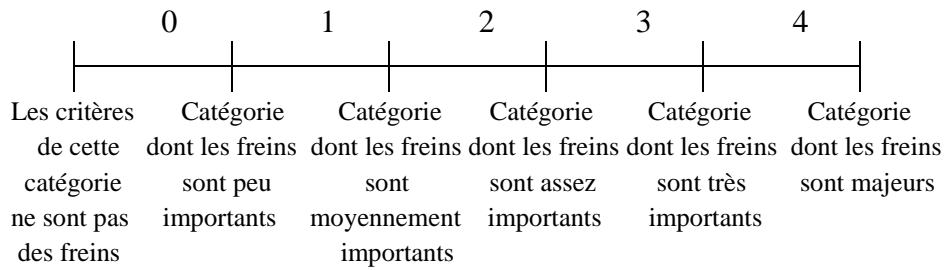 0 1 2 3 4
Les critères Catégorie Catégorie Catégorie Catégorie Catégorie
de cette dont les freins dont les freins dont les freins dont les freins dont les freins
catégorie sont peu sont sont assez sont très sont majeurs
ne sont pas importants moyennement importants importants
des freins importants